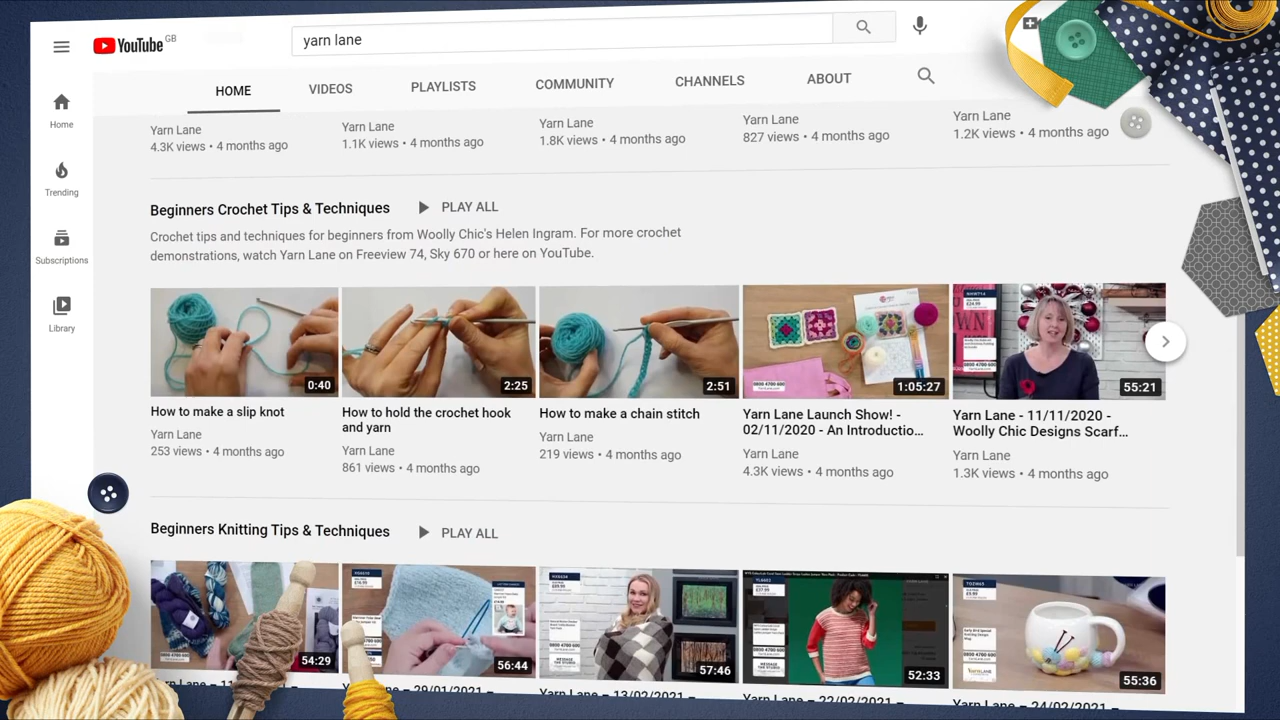 YouTube GB
yarn lane
Home
Trending
Subscriptions
Library
HOME VIDEOS PLAYLISTS COMMUNITY CHANNELS ABOUT
Yarn Lane Yarn Lane Yarn Lane Yarn Lane Yarn Lane
4.3K views • 4 months ago 1.1K views • 4 months ago 1.8K views • 4 months ago 827 views • 4 months ago 1.2K views • 4 months ago
Beginners Crochet Tips & Techniques PLAY ALL
Crochet tips and techniques for beginners from Woolly Chic's Helen Ingram. For more crochet
demonstrations, watch Yarn Lane on Freeview 74, Sky 670 or here on YouTube.
0:40 2:25 2:51 1:05:27 55:21
How to make a slip knot
Yarn Lane
253 views • 4 months ago
How to hold the crochet hook
and yarn
Yarn Lane
861 views • 4 months ago
How to make a chain stitch
Yarn Lane
219 views • 4 months ago
Yarn Lane Launch Show! -
02/11/2020 - An Introductio...
Yarn Lane
4.3K views • 4 months ago
Yarn Lane - 11/11/2020 -
Woolly Chic Designs Scarf...
Yarn Lane
1.3K views • 4 months ago
Beginners Knitting Tips & Techniques PLAY ALL
54:29 56:44 57:46 52:33 55:36